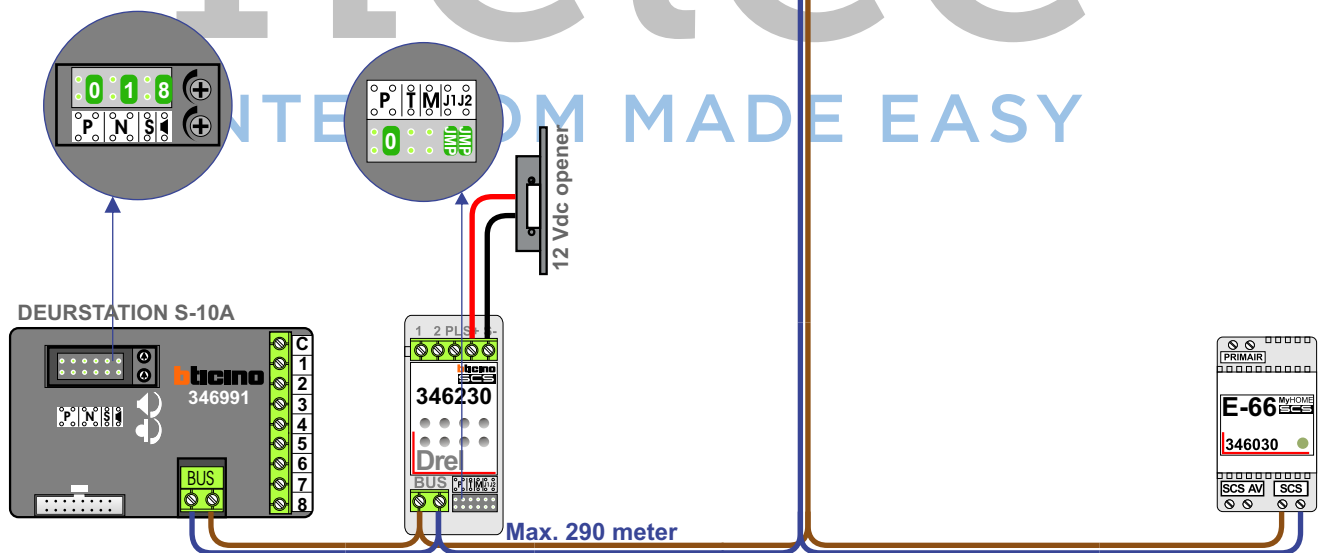 INTERCOM MADE EASY
0 1 8
P N S
P T M J1 J2
0 JMP JMP
12 Vdc opener
DEURSTATION S-10A
bticino
346991
P N S
BUS
C
1
2
3
4
5
6
7
8
1 2 PL S+ S-
bticino
SCS
346230
Drel
BUS
P T M J1 J2
Max. 290 meter
PRIMAIR
E-66 MyHOME
SCS
346030
SCS AV SCS